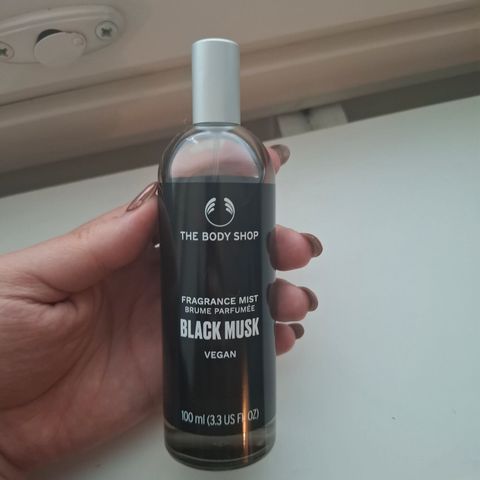 THE BODY SHOP
FRAGRANCE MIST
BRUME PARFUMÉE
BLACK MUSK
VEGAN
100 ml (3.3 US FL OZ)